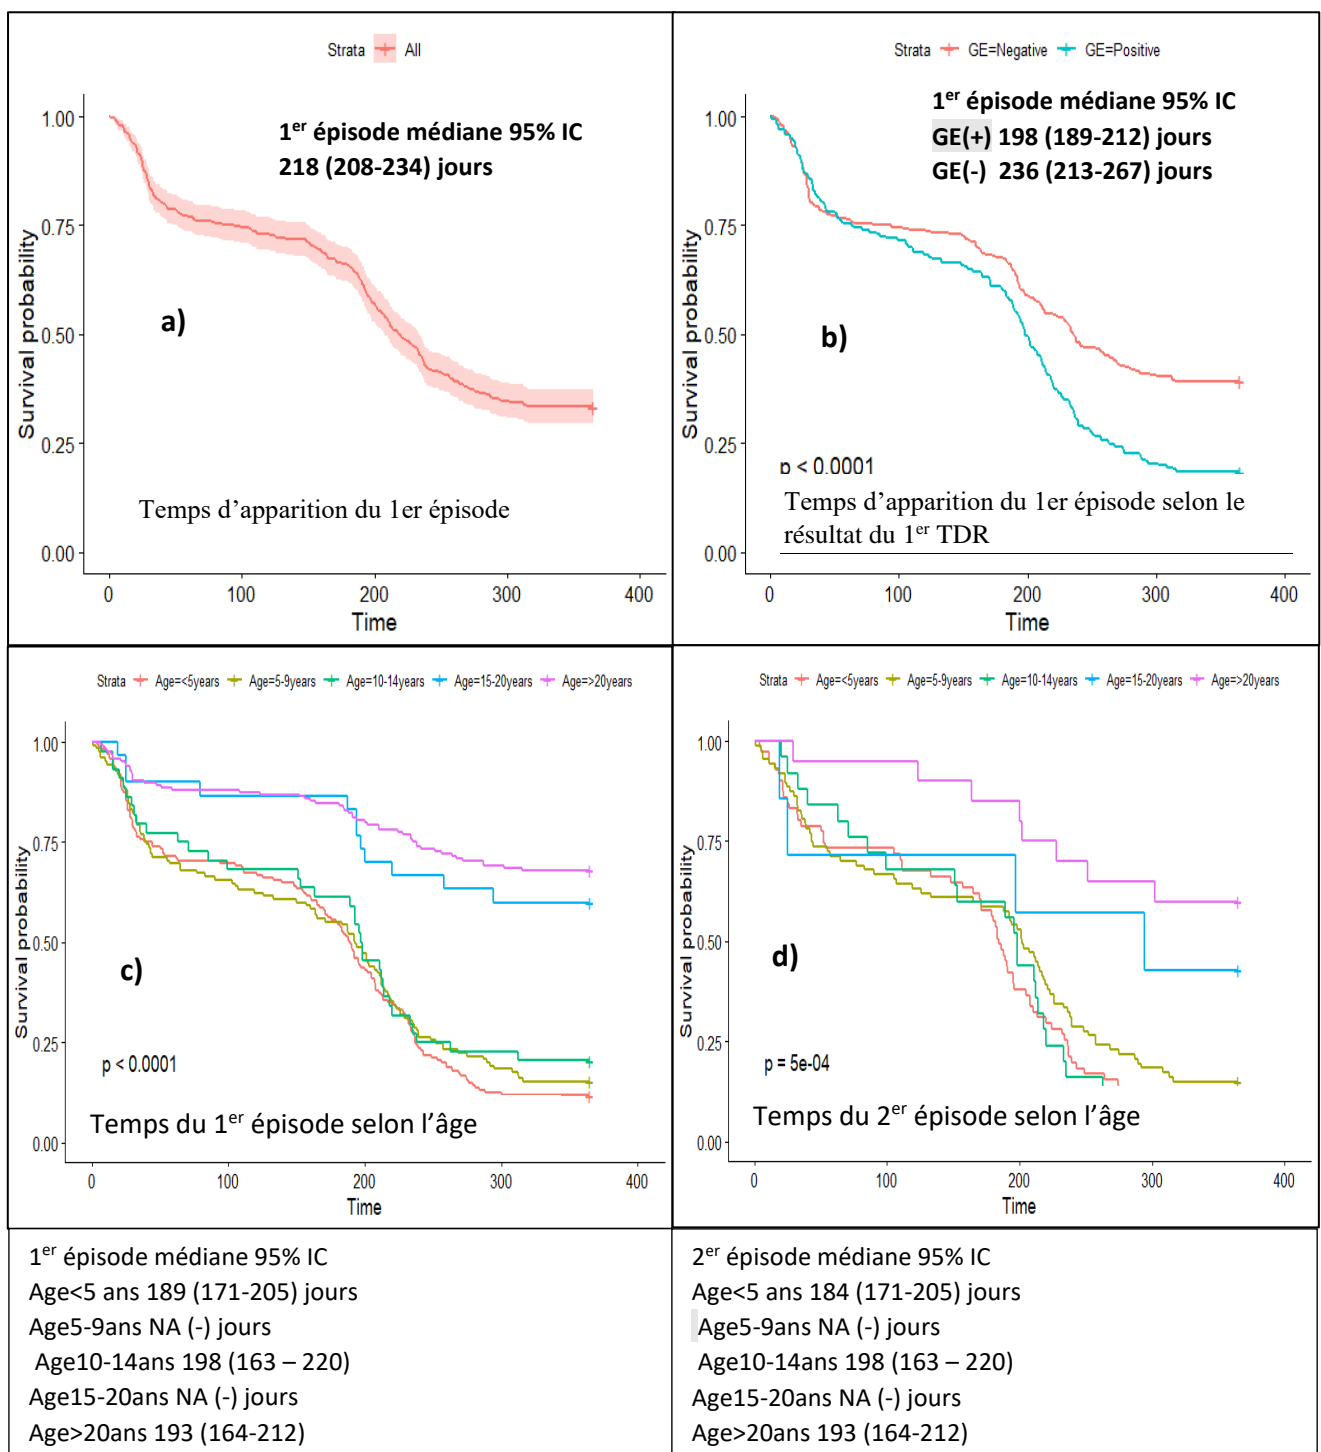 Strata All
1er épisode médiane 95% IC
218 (208-234) jours
Survival probability
1.00
0.75
0.50
0.25
0.00
a)
Temps d'apparition du 1er épisode
0 100 200 300 400
Time
Strata GE=Negative GE=Positive
1er épisode médiane 95% IC
GE(+) 198 (189-212) jours
GE(-) 236 (213-267) jours
Survival probability
1.00
0.75
0.50
0.25
0.00
b)
p < 0.0001
Temps d'apparition du 1er épisode selon le
résultat du 1er TDR
0 100 200 300 400
Time
Strata Age=<5years Age=5-9years Age=10-14years Age=15-20years Age=>20years
Survival probability
1.00
0.75
0.50
0.25
0.00
c)
p < 0.0001
Temps du 1er épisode selon l'âge
0 100 200 300 400
Time
Strata Age=<5years Age=5-9years Age=10-14years Age=15-20years Age=>20years
Survival probability
1.00
0.75
0.50
0.25
0.00
d)
p = 5e-04
Temps du 2er épisode selon l'âge
0 100 200 300 400
Time
1er épisode médiane 95% IC
Age<5 ans 189 (171-205) jours
Age5-9ans NA (-) jours
Age10-14ans 198 (163 – 220)
Age15-20ans NA (-) jours
Age>20ans 193 (164-212)
2er épisode médiane 95% IC
Age<5 ans 184 (171-205) jours
Age5-9ans NA (-) jours
Age10-14ans 198 (163 – 220)
Age15-20ans NA (-) jours
Age>20ans 193 (164-212)